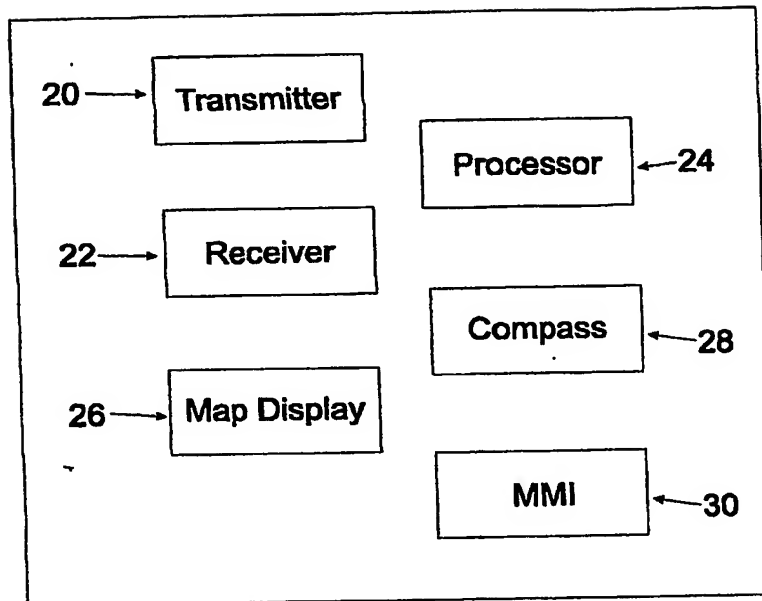 20
Transmitter
Processor
24
22
Receiver
Compass
28
26
Map Display
MMI
30